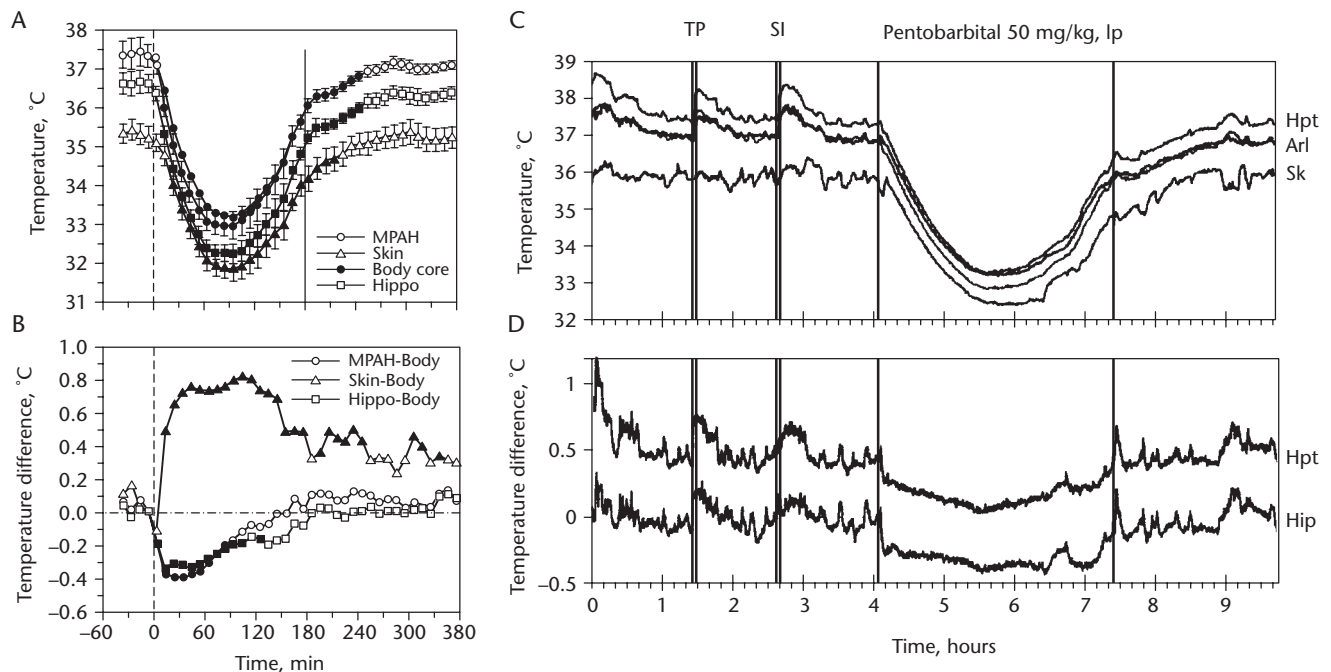 A
38
37
36
35
34
33
32
31
Temperature, °C
MPAH
Skin
Body core
Hippo
B
1.0
0.8
0.6
0.4
0.2
0.0
−0.2
−0.4
−0.6
Temperature difference, °C
MPAH-Body
Skin-Body
Hippo-Body
−60 0 60 120 180 240 300 380
Time, min
C
TP SI Pentobarbital 50 mg/kg, Ip
39
38
37
36
35
33
32
Temperature, °C
Hpt
Arl
Sk
D
1
0.5
0
−0.5
Temperature difference, °C
Hpt
Hip
0 1 2 3 4 5 6 7 8 9
Time, hours